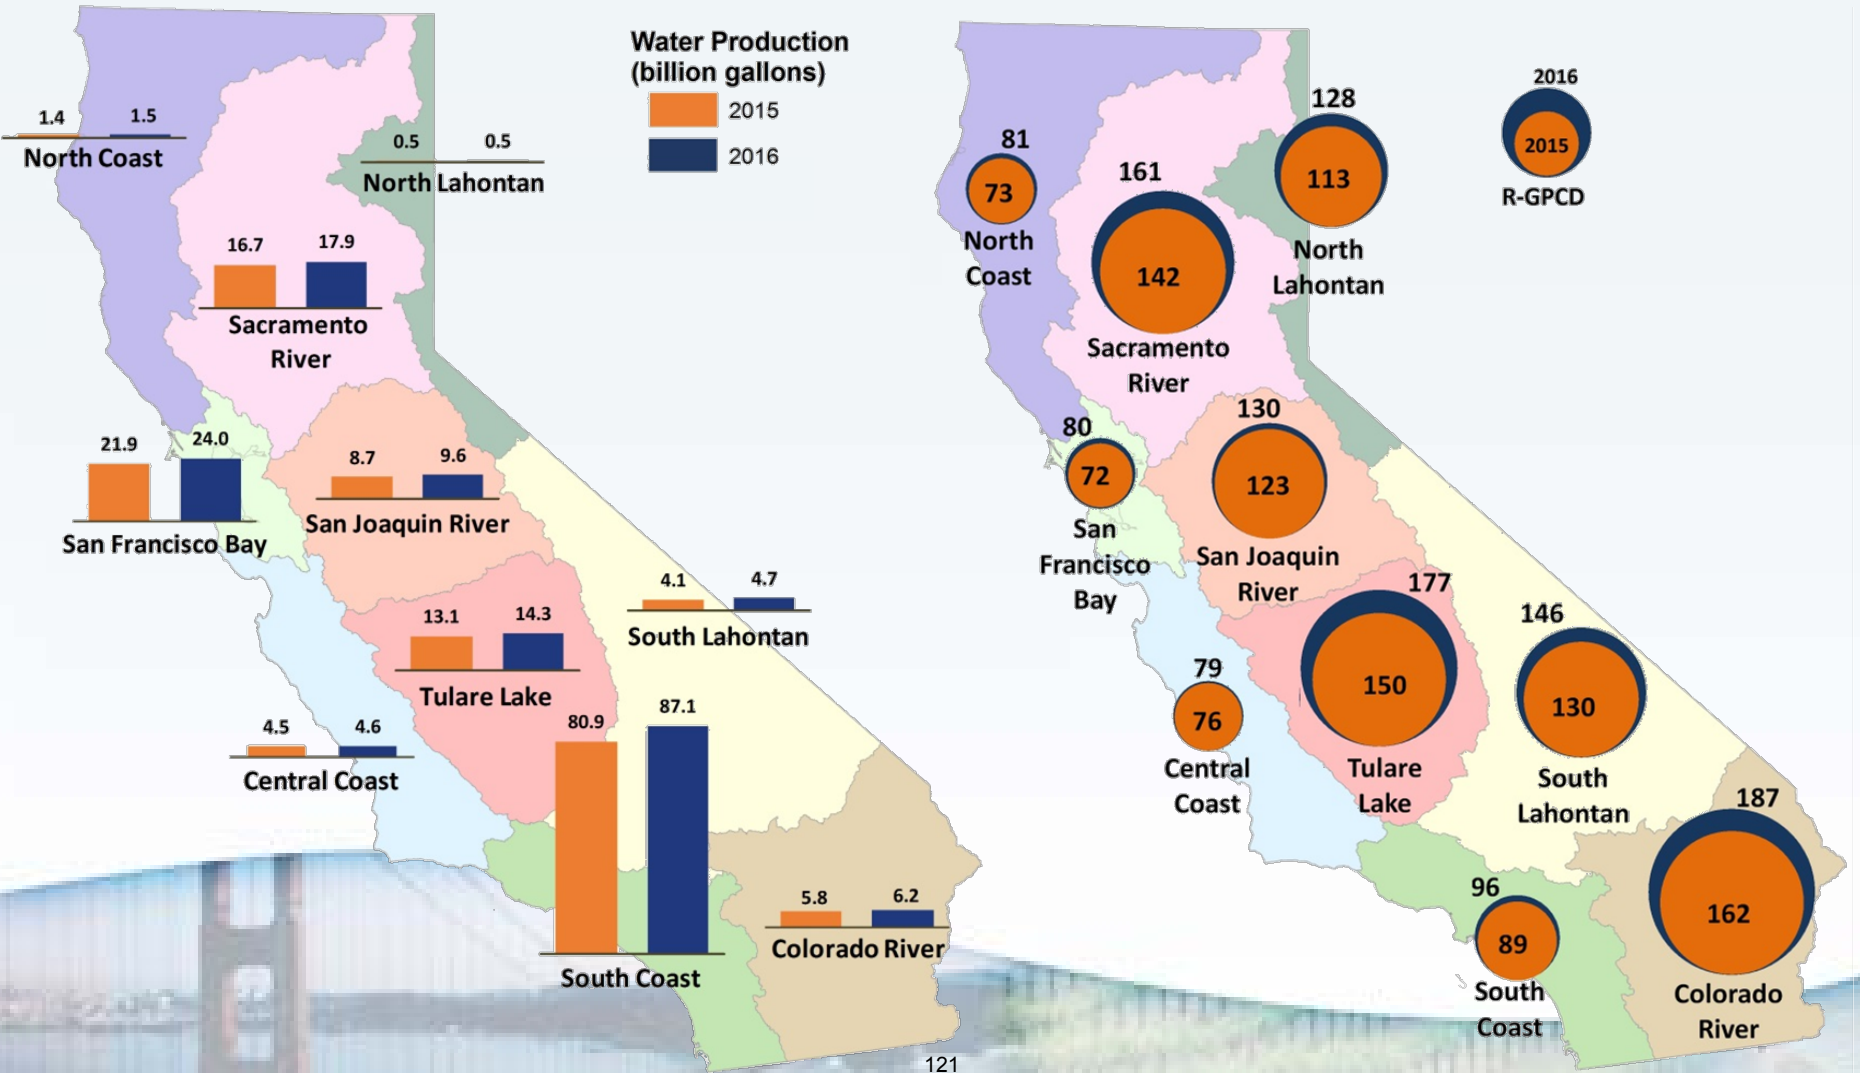 Water Production
(billion gallons)
2015
2016
1.4 1.5
North Coast
0.5 0.5
North Lahontan
16.7 17.9
Sacramento
River
21.9 24.0
San Francisco Bay
8.7 9.6
San Joaquin River
4.1 4.7
South Lahontan
13.1 14.3
Tulare Lake
4.5 4.6
Central Coast
80.9 87.1
South Coast
5.8 6.2
Colorado River
2016
2015
R-GPCD
81
73
North
Coast
128
113
North
Lahontan
161
142
Sacramento
River
80
72
San
Francisco
Bay
130
123
San Joaquin
River
177
150
Tulare
Lake
146
130
South
Lahontan
79
76
Central
Coast
96
89
South
Coast
187
162
Colorado
River
121